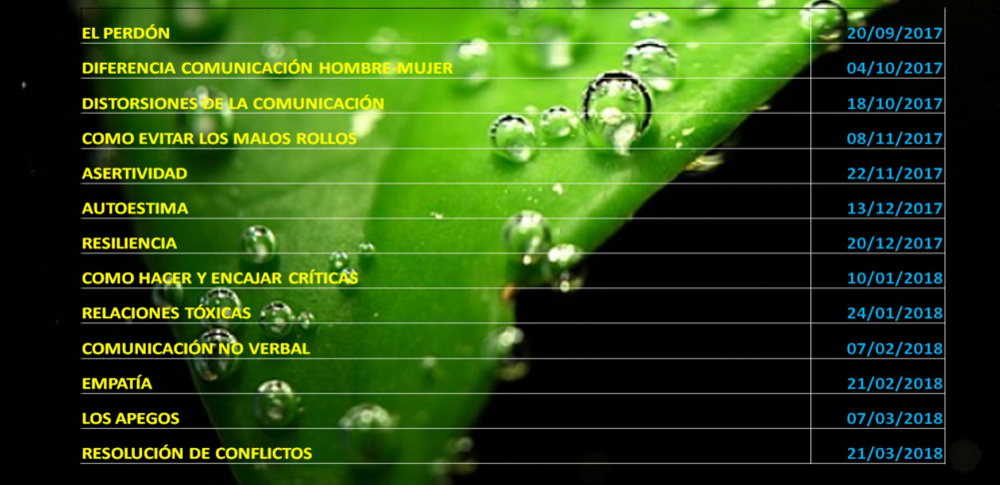 EL PERDÓN 20/09/2017
DIFERENCIA COMUNICACIÓN HOMBRE-MUJER 04/10/2017
DISTORSIONES DE LA COMUNICACIÓN 18/10/2017
COMO EVITAR LOS MALOS ROLLOS 08/11/2017
ASERTIVIDAD 22/11/2017
AUTOESTIMA 13/12/2017
RESILIENCIA 20/12/2017
COMO HACER Y ENCAJAR CRÍTICAS 10/01/2018
RELACIONES TÓXICAS 24/01/2018
COMUNICACIÓN NO VERBAL 07/02/2018
EMPATÍA 21/02/2018
LOS APEGOS 07/03/2018
RESOLUCIÓN DE CONFLICTOS 21/03/2018